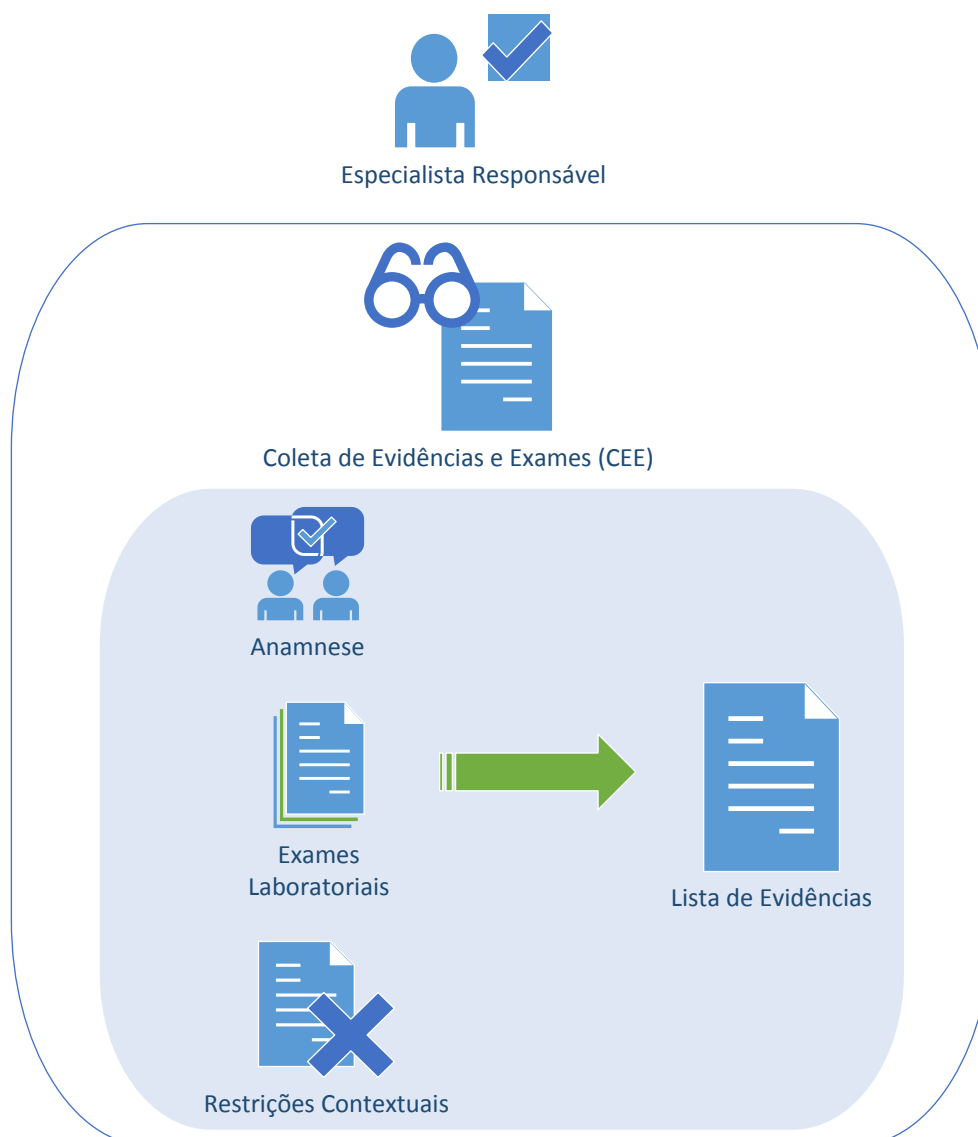 Especialista Responsável
Coleta de Evidências e Exames (CEE)
Anamnese
Exames
Laboratoriais
Lista de Evidências
Restrições Contextuais